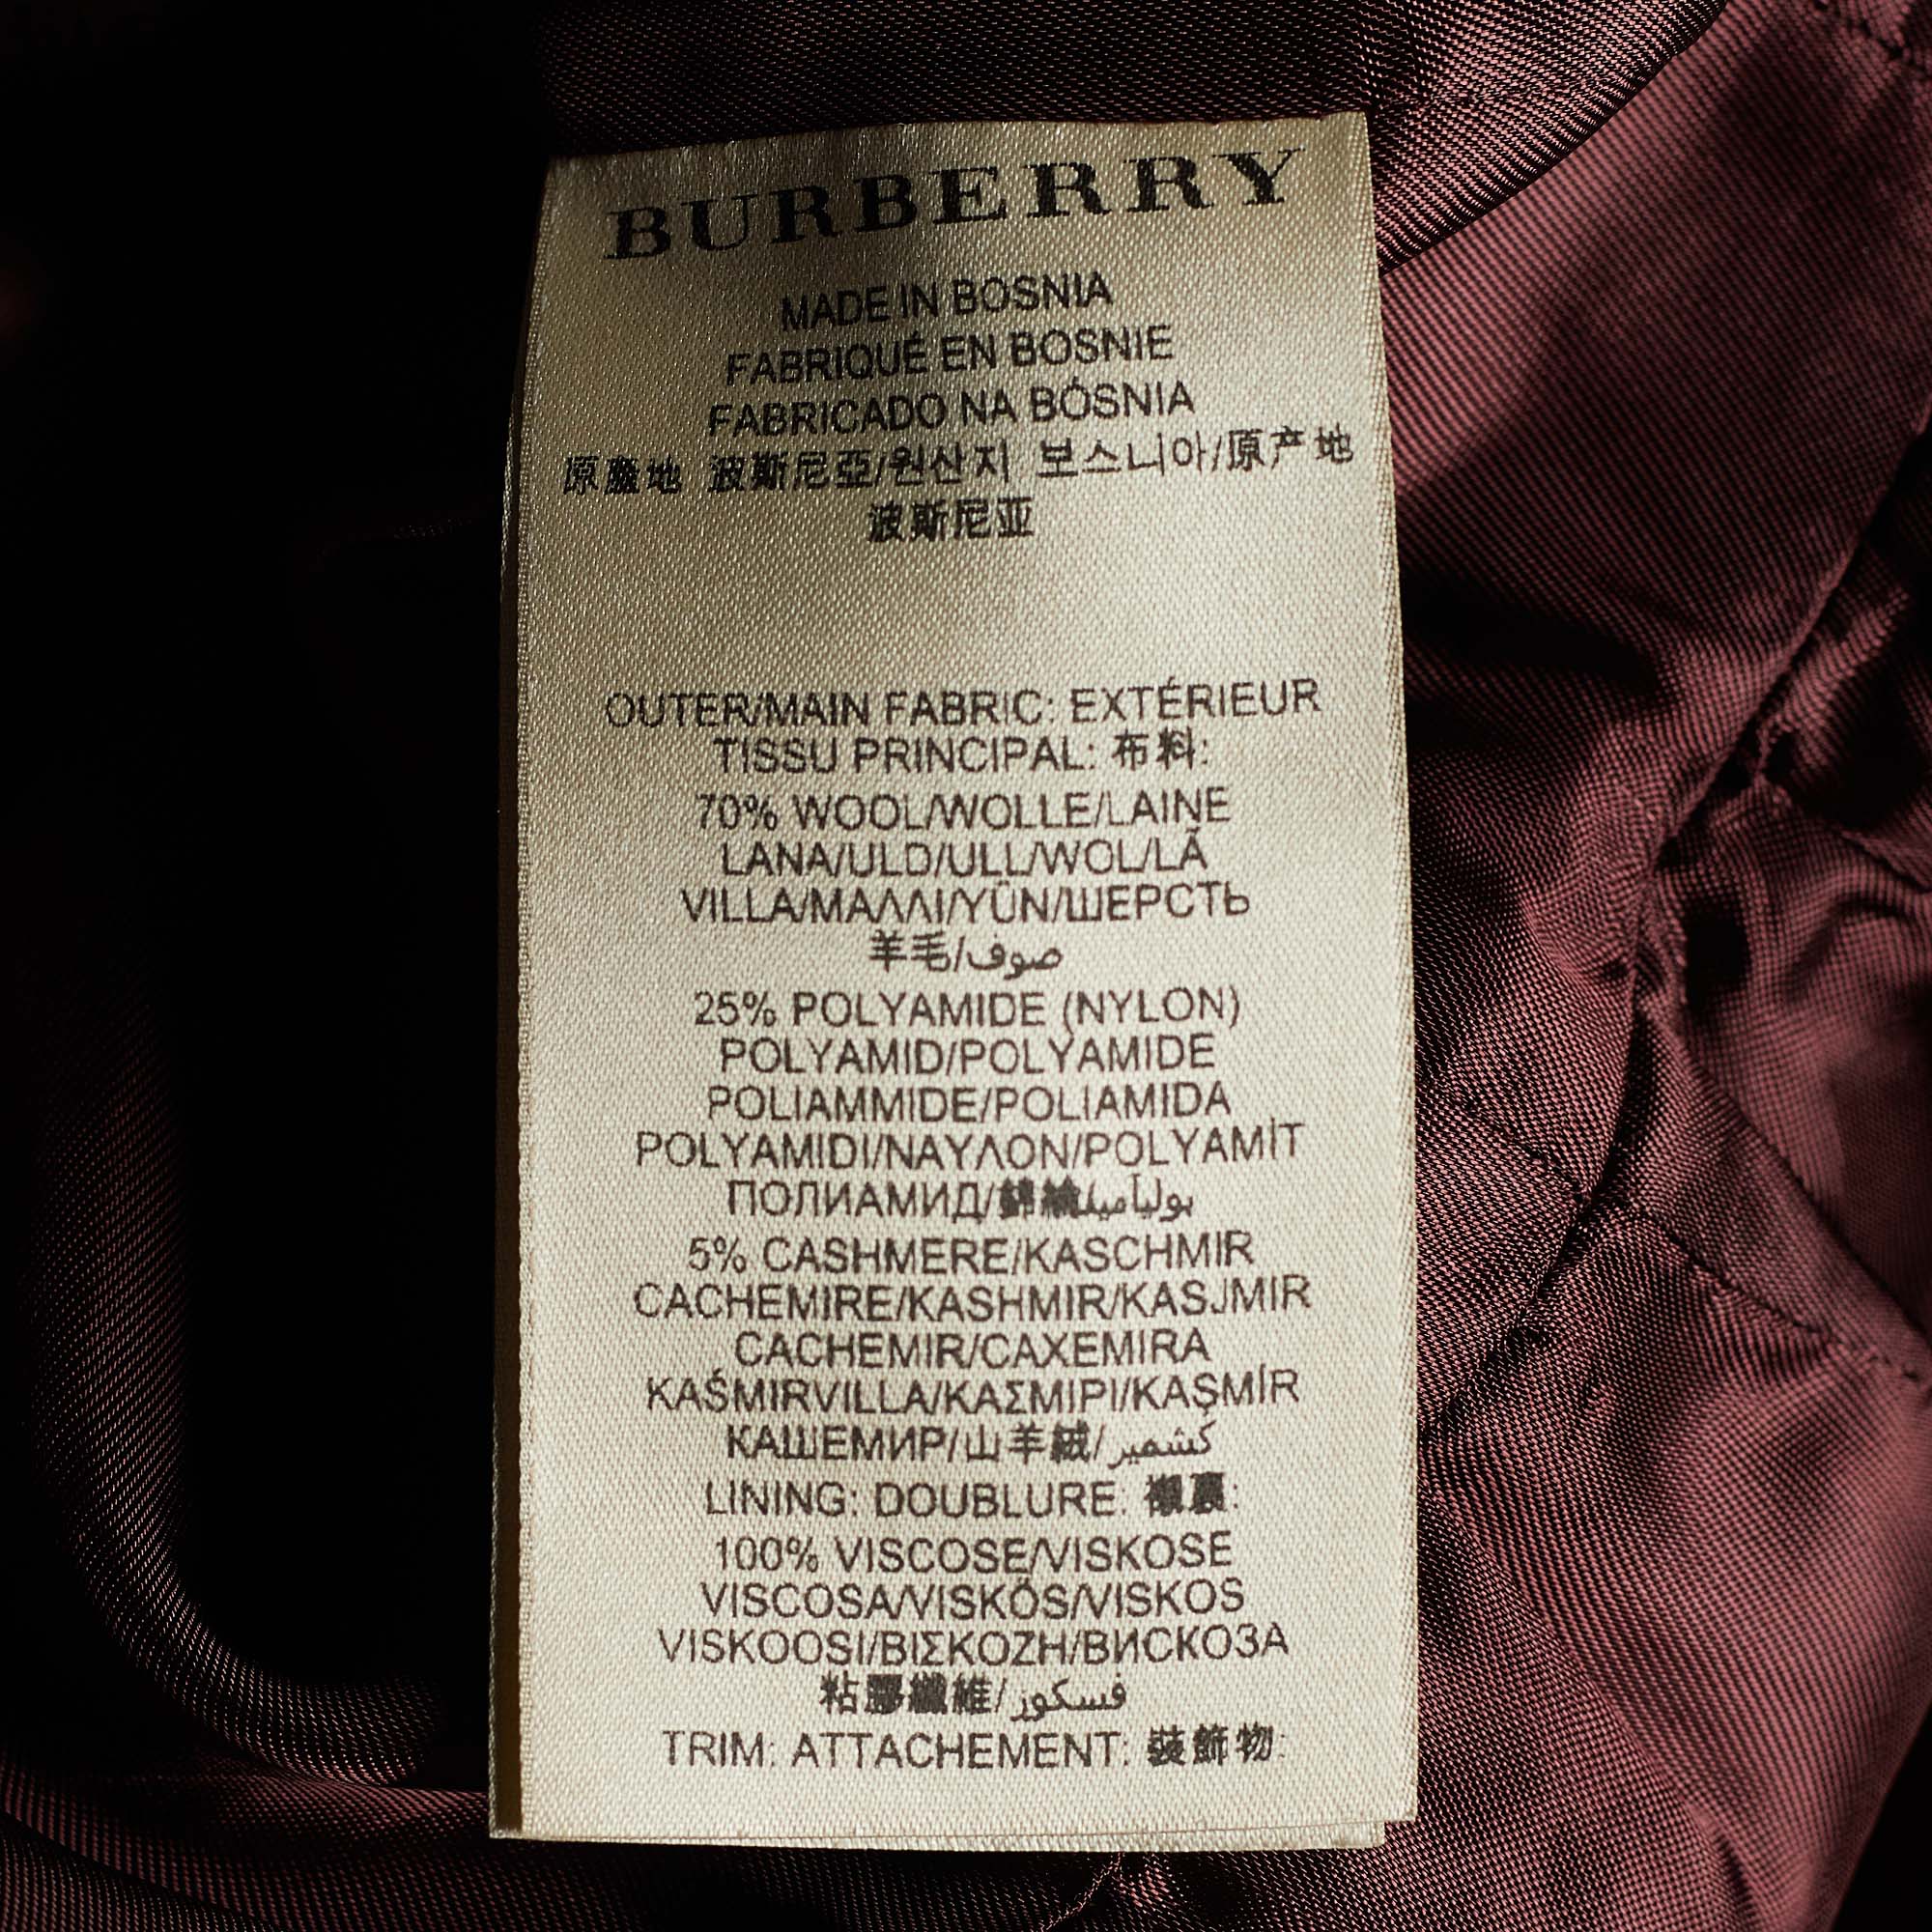 BURBERRY
MADE IN BOSNIA
FABRIQUÉ EN BOSNIE
FABRICADO NA BÓSNIA
原產地 波斯尼亞/원산지 보스니아/原产地
波斯尼亚
OUTER/MAIN FABRIC: EXTÉRIEUR
TISSU PRINCIPAL: 布料:
70% WOOL/WOLLE/LAINE
LANA/ULD/ULL/WOL/LÃ
VILLA/ΜΑΛΛΙ/YÜN/ШЕРСТЬ
羊毛/صوف
25% POLYAMIDE (NYLON)
POLYAMID/POLYAMIDE
POLIAMMIDE/POLIAMIDA
POLYAMIDI/ΝΑΥΛΟΝ/POLYAMİT
ПОЛИАМИД/بوليآميد
5% CASHMERE/KASCHMIR
CACHEMIRE/KASHMIR/KASJMIR
CACHEMIR/CAXEMIRA
KAŚMIRVILLA/ΚΑΣΜΙΡΙ/KAŞMİR
КАШЕМИР/山羊絨/كشمير
LINING: DOUBLURE: 襯裏:
100% VISCOSE/VISKOSE
VISCOSA/VISKÓS/VISKOS
VISKOOSI/ΒΙΣΚΟΖΗ/ВИСКОЗА
粘膠纖維/فسكوز
TRIM: ATTACHEMENT: 裝飾物: